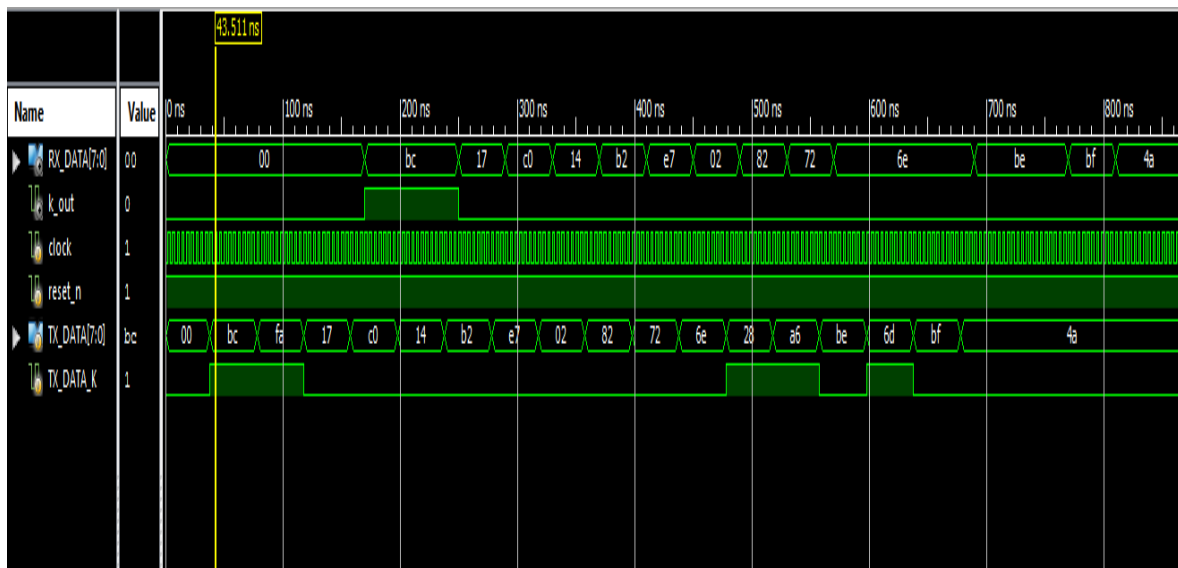 43.511 ns
Name Value 0 ns 100 ns 200 ns 300 ns 400 ns 500 ns 600 ns 700 ns 800 ns
RX_DATA[7:0] 00 00 bc 17 c0 14 b2 e7 02 82 72 6e be bf 4a
k_out 0
clock 1
reset_n 1
TX_DATA[7:0] bc 00 bc fa 17 c0 14 b2 e7 02 82 72 6e 28 a6 be 6d bf 4a
TX_DATA_K 1